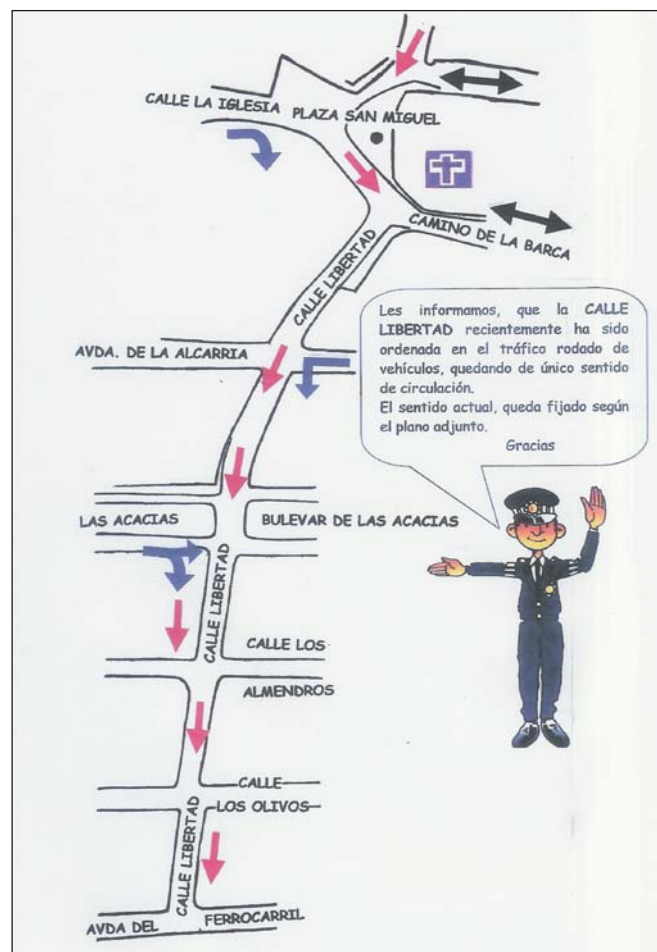 CALLE LA IGLESIA
PLAZA SAN MIGUEL
CAMINO DE LA BARCA
CALLE LIBERTAD
AVDA. DE LA ALCARRIA
Les informamos, que la CALLE
LIBERTAD recientemente ha sido
ordenada en el tráfico rodado de
vehículos, quedando de único sentido
de circulación.
El sentido actual, queda fijado según
el plano adjunto.
Gracias
LAS ACACIAS
BULEVAR DE LAS ACACIAS
CALLE LIBERTAD
CALLE LOS
ALMENDROS
CALLE
LOS OLIVOS
CALLE LIBERTAD
AVDA DEL
FERROCARRIL